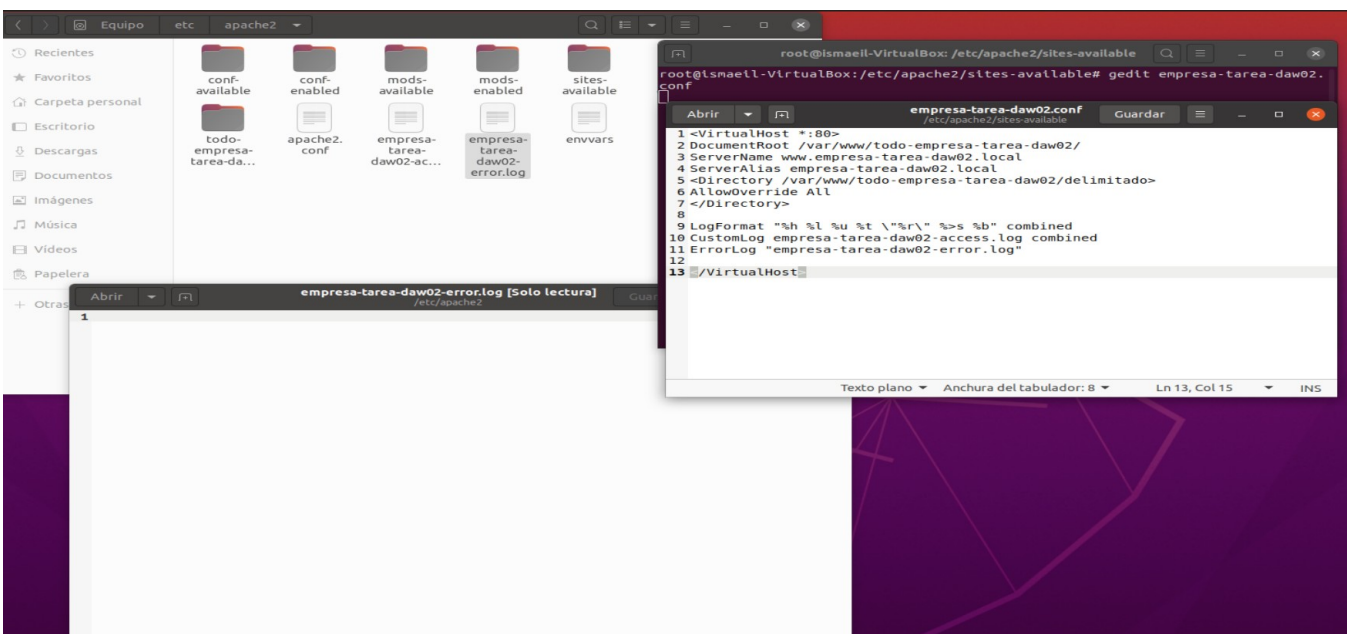 Equipo etc apache2
Recientes
Favoritos
Carpeta personal
Escritorio
Descargas
Documentos
Imágenes
Música
Vídeos
Papelera
+ Otras
conf-
available
conf-
enabled
mods-
available
mods-
enabled
sites-
available
todo-
empresa-
tarea-da...
apache2.
conf
empresa-
tarea-
daw02-ac...
empresa-
tarea-
daw02-
error.log
envvars
root@ismaeil-VirtualBox: /etc/apache2/sites-available
root@ismaeil-VirtualBox:/etc/apache2/sites-available# gedit empresa-tarea-daw02.
conf
Abrir empresa-tarea-daw02.conf Guardar
/etc/apache2/sites-available
1 <VirtualHost *:80>
2 DocumentRoot /var/www/todo-empresa-tarea-daw02/
3 ServerName www.empresa-tarea-daw02.local
4 ServerAlias empresa-tarea-daw02.local
5 <Directory /var/www/todo-empresa-tarea-daw02/delimitado>
6 AllowOverride All
7 </Directory>
8
9 LogFormat "%h %l %u %t \"%r\" %>s %b" combined
10 CustomLog empresa-tarea-daw02-access.log combined
11 ErrorLog "empresa-tarea-daw02-error.log"
12
13 </VirtualHost>
Texto plano Anchura del tabulador: 8 Ln 13, Col 15 INS
Abrir empresa-tarea-daw02-error.log [Solo lectura] Guar
/etc/apache2
1